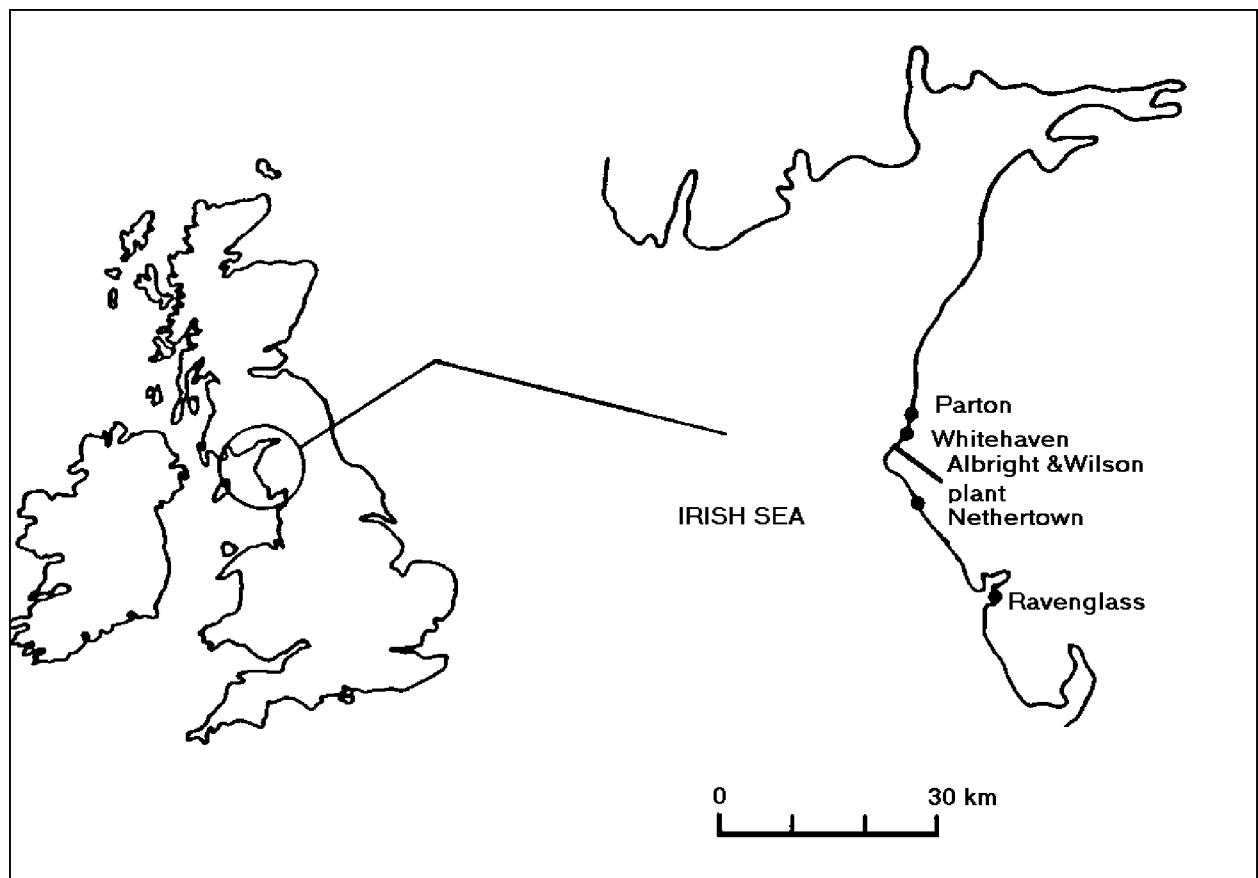 Parton
Whitehaven
Albright &Wilson
plant
Nethertown
IRISH SEA
Ravenglass
0 30 km